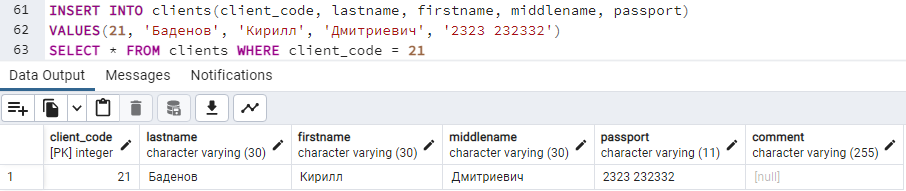 61 INSERT INTO clients(client_code, lastname, firstname, middlename, passport)
62 VALUES(21, 'Баденов', 'Кирилл', 'Дмитриевич', '2323 232332')
63 SELECT * FROM clients WHERE client_code = 21
Data Output Messages Notifications
client_code lastname firstname middlename passport comment
[PK] integer character varying (30) character varying (30) character varying (30) character varying (11) character varying (255)
1 21 Баденов Кирилл Дмитриевич 2323 232332 [null]